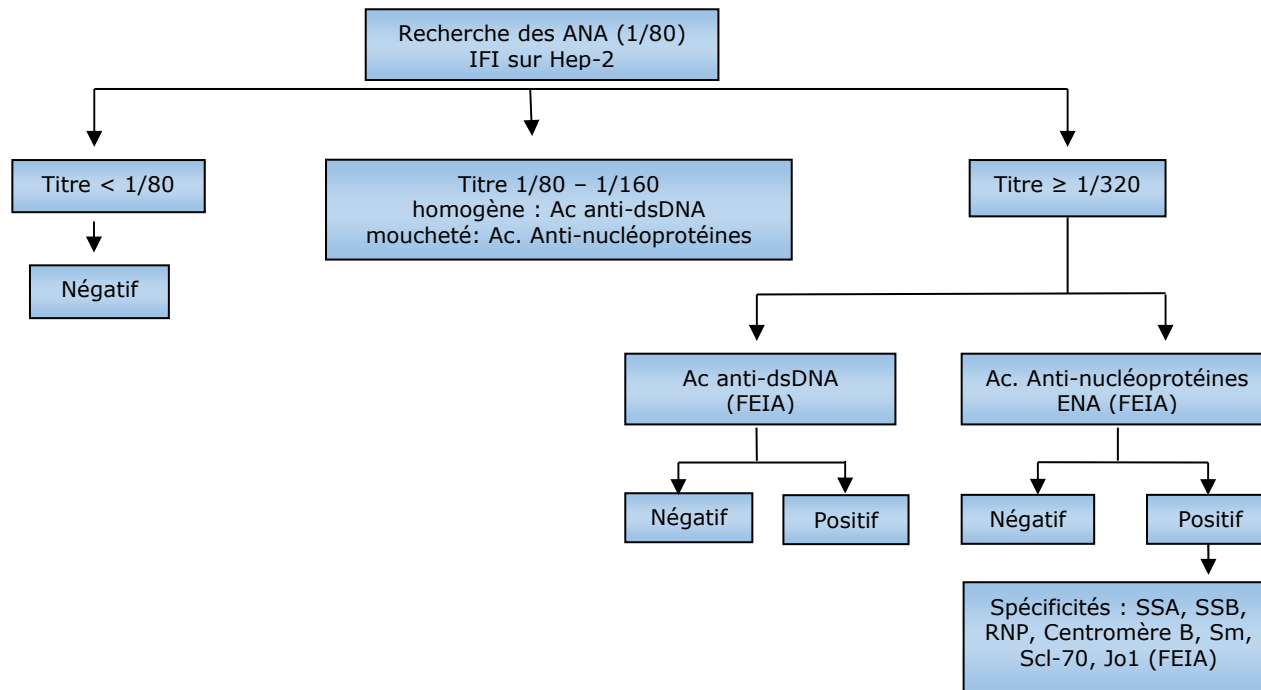 Recherche des ANA (1/80)
IFI sur Hep-2
Titre < 1/80
Titre 1/80 – 1/160
homogène : Ac anti-dsDNA
moucheté: Ac. Anti-nucléoprotéines
Titre ≥ 1/320
Négatif
Ac anti-dsDNA
(FEIA)
Ac. Anti-nucléoprotéines
ENA (FEIA)
Négatif
Positif
Négatif
Positif
Spécificités : SSA, SSB,
RNP, Centromère B, Sm,
Scl-70, Jo1 (FEIA)